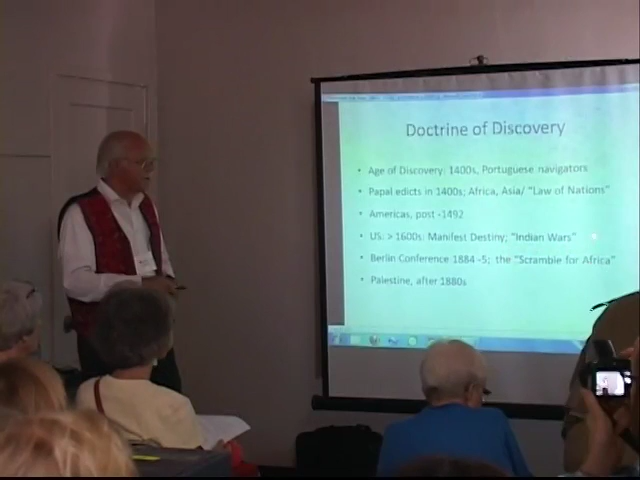 Doctrine of Discovery
• Age of Discovery: 1400s, Portuguese navigators
• Papal edicts in 1400s; Africa, Asia/ "Law of Nations"
• Americas, post -1492
• US: > 1600s: Manifest Destiny; "Indian Wars"
• Berlin Conference 1884 -5; the "Scramble for Africa"
• Palestine, after 1880s